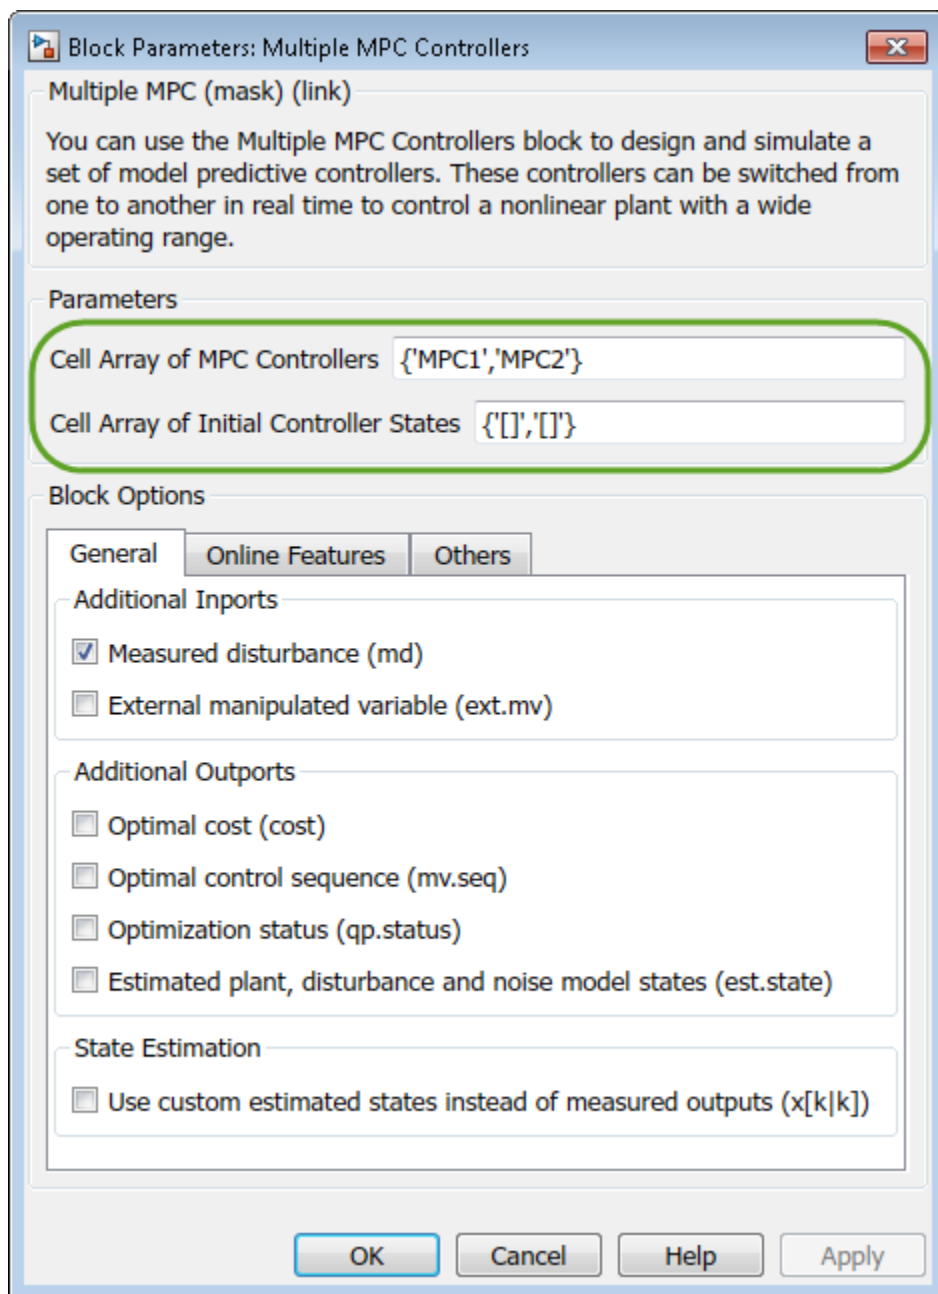 Block Parameters: Multiple MPC Controllers
Multiple MPC (mask) (link)
You can use the Multiple MPC Controllers block to design and simulate a
set of model predictive controllers. These controllers can be switched from
one to another in real time to control a nonlinear plant with a wide
operating range.
Parameters
Cell Array of MPC Controllers {'MPC1','MPC2'}
Cell Array of Initial Controller States {'[]','[]'}
Block Options
General Online Features Others
Additional Inports
Measured disturbance (md)
External manipulated variable (ext.mv)
Additional Outports
Optimal cost (cost)
Optimal control sequence (mv.seq)
Optimization status (qp.status)
Estimated plant, disturbance and noise model states (est.state)
State Estimation
Use custom estimated states instead of measured outputs (x[k|k])
OK Cancel Help Apply